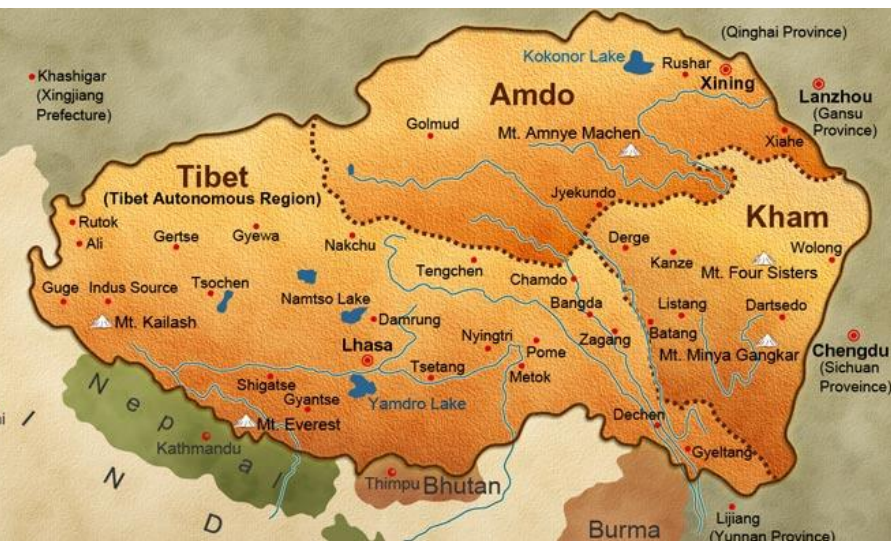 (Qinghai Province)
Khashigar
(Xingjiang
Prefecture)
Kokonor Lake
Rushar
Xining
Amdo
Lanzhou
(Gansu
Province)
Golmud
Mt. Amnye Machen
Xiahe
Tibet
(Tibet Autonomous Region)
Jyekundo
Kham
Rutok
Ali
Gertse
Gyewa
Nakchu
Derge
Wolong
Kanze
Tengchen
Mt. Four Sisters
Chamdo
Guge
Indus Source
Tsochen
Namtso Lake
Bangda
Listang
Dartsedo
Mt. Kailash
Damrung
Nyingtri
Pome
Zagang
Batang
Lhasa
Mt. Minya Gangkar
Chengdu
(Sichuan
Proveince)
Tsetang
Metok
Shigatse
Gyantse
Yamdro Lake
Mt. Everest
Dechen
Gyeltang
Nepal
Kathmandu
Thimpu
Bhutan
I
N
D
Burma
Lijiang
(Yunnan Province)